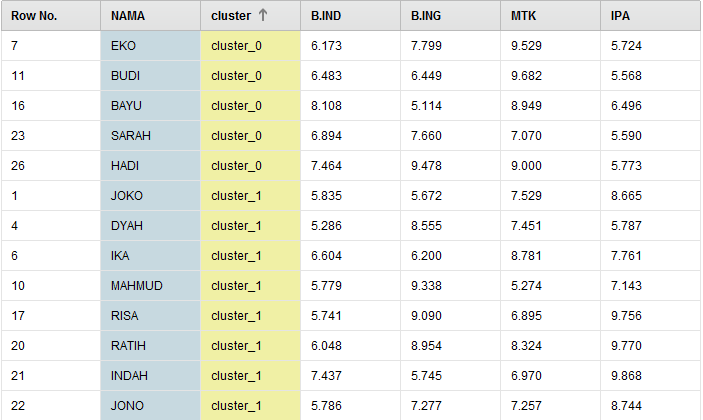 Row No. NAMA cluster B.IND B.ING MTK IPA
7 EKO cluster_0 6.173 7.799 9.529 5.724
11 BUDI cluster_0 6.483 6.449 9.682 5.568
16 BAYU cluster_0 8.108 5.114 8.949 6.496
23 SARAH cluster_0 6.894 7.660 7.070 5.590
26 HADI cluster_0 7.464 9.478 9.000 5.773
1 JOKO cluster_1 5.835 5.672 7.529 8.665
4 DYAH cluster_1 5.286 8.555 7.451 5.787
6 IKA cluster_1 6.604 6.200 8.781 7.761
10 MAHMUD cluster_1 5.779 9.338 5.274 7.143
17 RISA cluster_1 5.741 9.090 6.895 9.756
20 RATIH cluster_1 6.048 8.954 8.324 9.770
21 INDAH cluster_1 7.437 5.745 6.970 9.868
22 JONO cluster_1 5.786 7.277 7.257 8.744